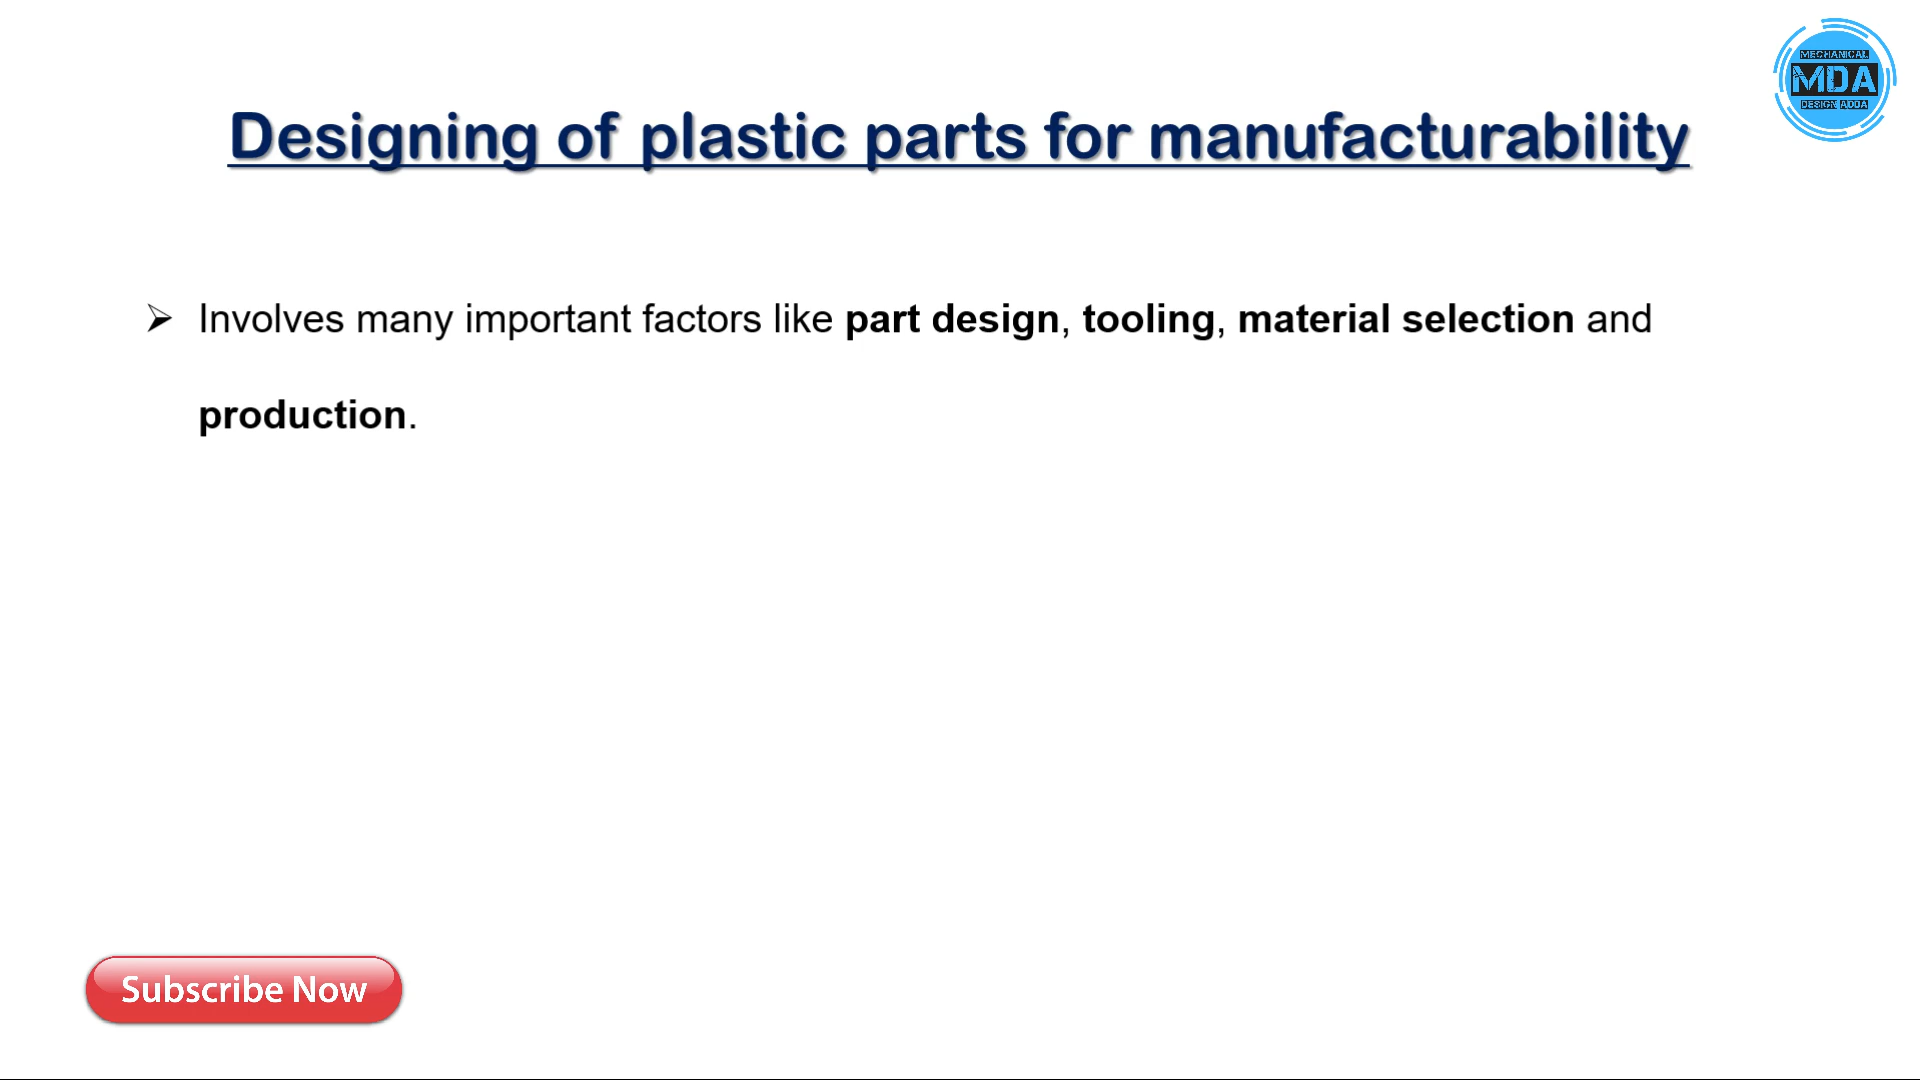 MECHANICAL
MDA
DESIGN ADDA
Designing of plastic parts for manufacturability
➢ Involves many important factors like part design, tooling, material selection and
production.
Subscribe Now